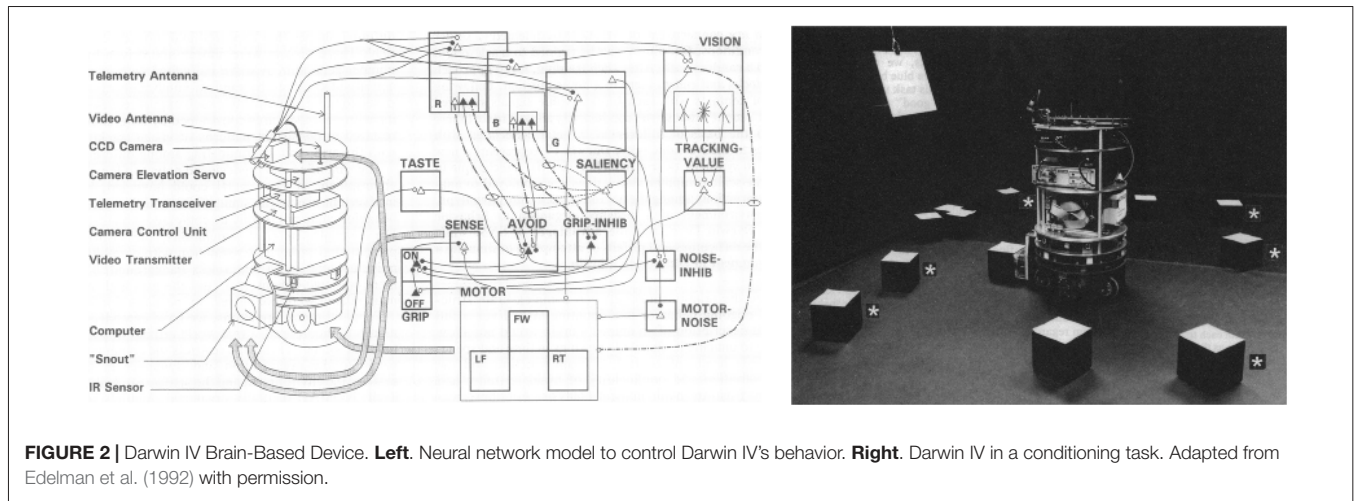 Telemetry Antenna
Video Antenna
CCD Camera
Camera Elevation Servo
Telemetry Transceiver
Camera Control Unit
Video Transmitter
Computer
"Snout"
IR Sensor
R
B
G
VISION
TRACKING-
VALUE
TASTE
SALIENCY
SENSE
AVOID
GRIP-INHIB
ON
OFF
GRIP
MOTOR
NOISE-
INHIB
MOTOR-
NOISE
FW
LF
RT
*
*
*
*
*
*
FIGURE 2 | Darwin IV Brain-Based Device. Left. Neural network model to control Darwin IV's behavior. Right. Darwin IV in a conditioning task. Adapted from
Edelman et al. (1992) with permission.